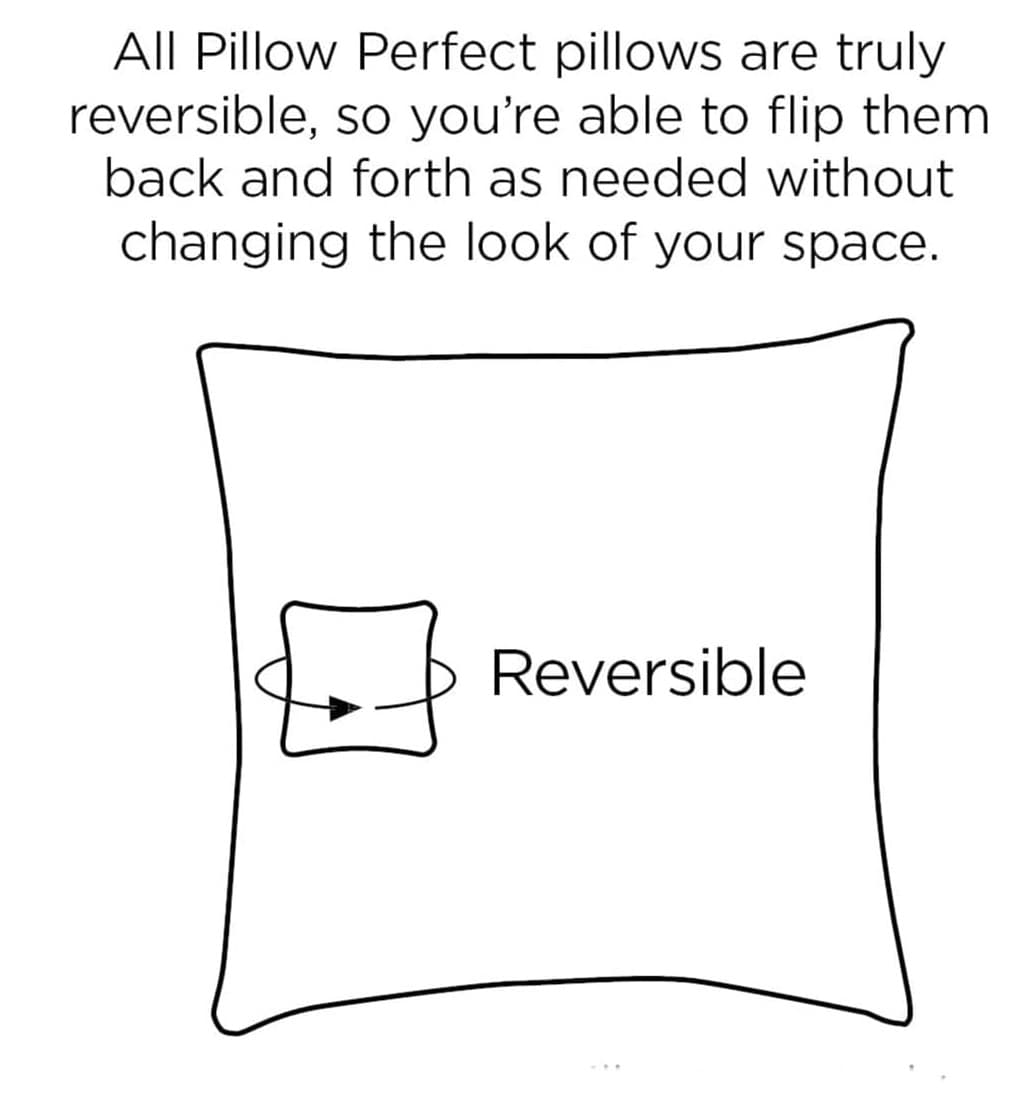 All Pillow Perfect pillows are truly
reversible, so you’re able to flip them
back and forth as needed without
changing the look of your space.
Reversible